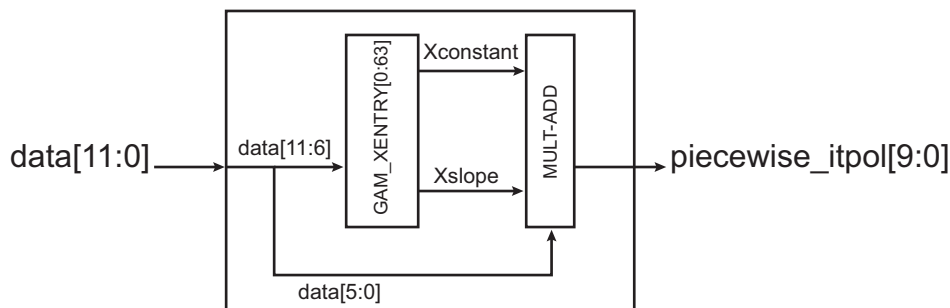 Xconstant
GAM_XENTRY[0:63]
MULT-ADD
data[11:0]
data[11:6]
piecewise_itpol[9:0]
Xslope
data[5:0]